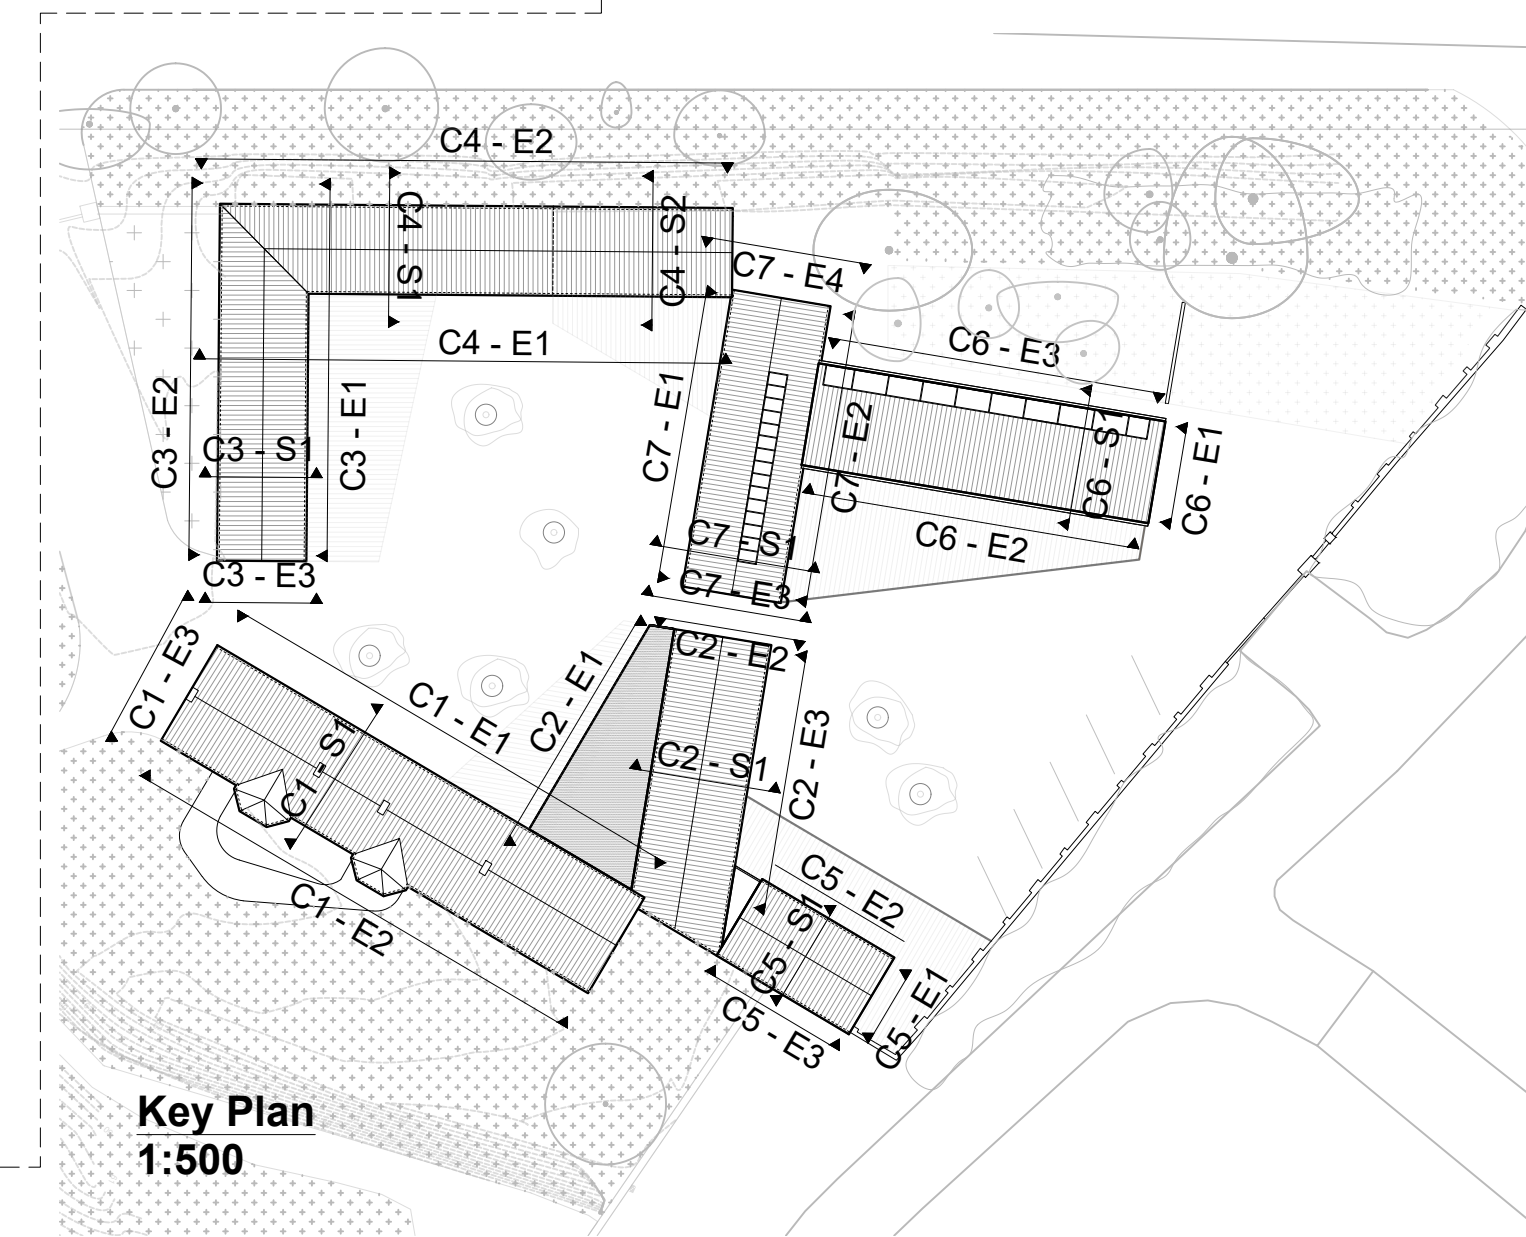 C4 - E2
C4 - S1
C4 - S2
C7 - E4
C4 - E1
C6 - E3
C3 - E2
C3 - S1
C3 - E1
C7 - E1
C7 - E2
C6 - S1
C6 - E1
C7 - S1
C6 - E2
C3 - E3
C7 - E3
C1 - E3
C2 - E2
C1 - E1
C2 - E1
C1 - S1
C2 - S1
C2 - E3
C1 - E2
C5 - E2
C5 - S1
C5 - E3
C5 - E1
Key Plan
1:500